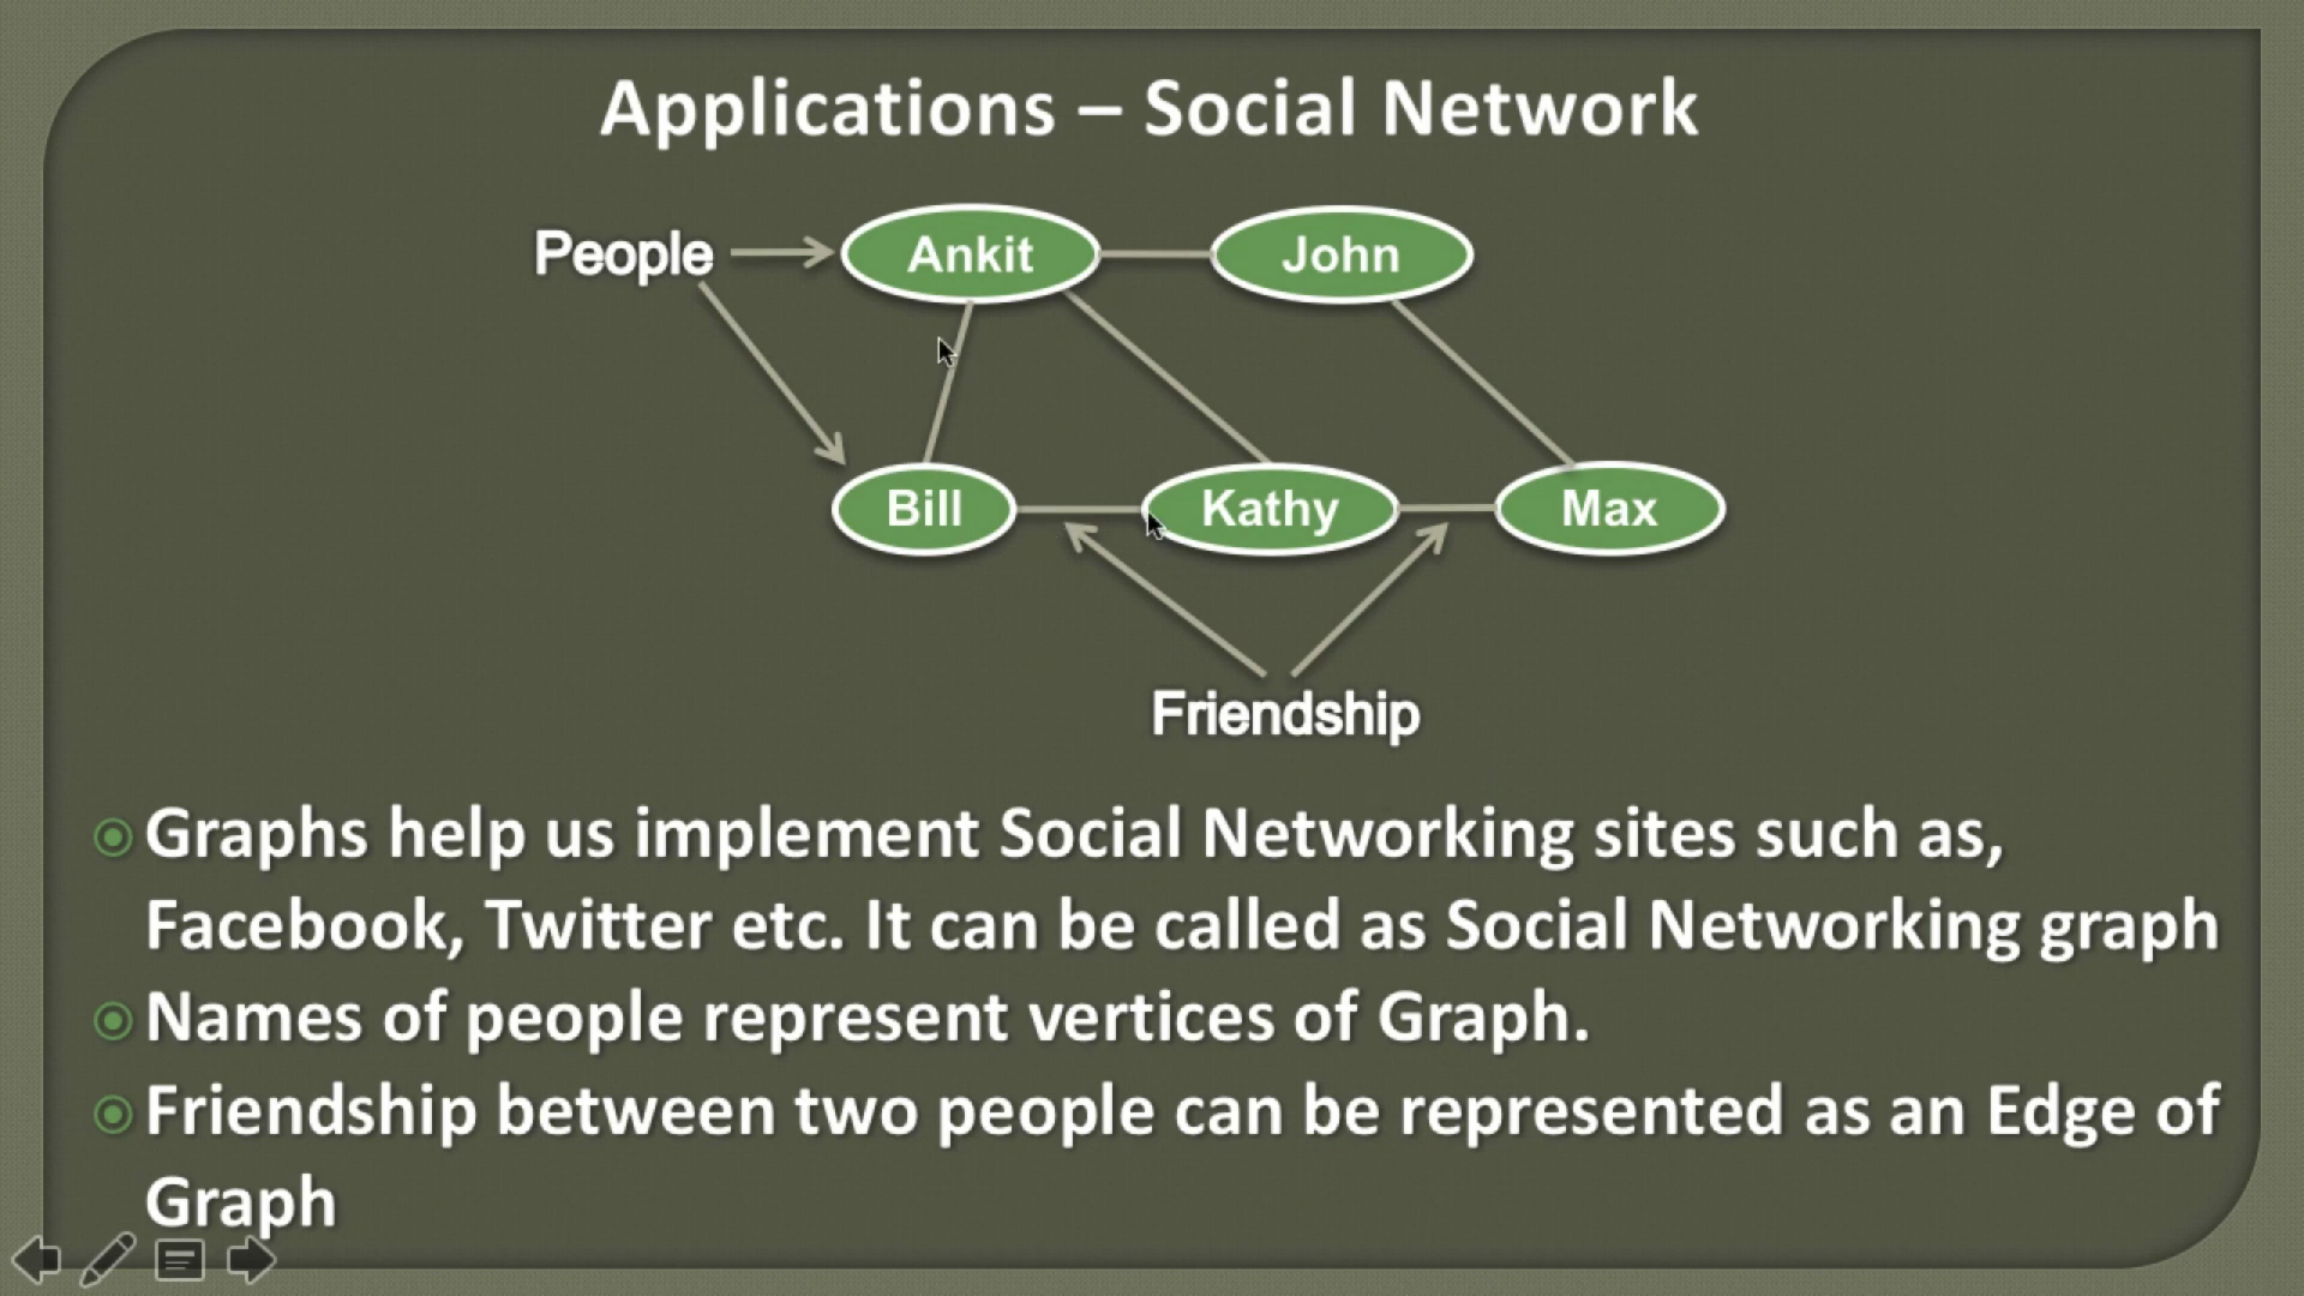 Applications – Social Network
People
Ankit
John
Bill
Kathy
Max
Friendship
Graphs help us implement Social Networking sites such as,
Facebook, Twitter etc. It can be called as Social Networking graph
Names of people represent vertices of Graph.
Friendship between two people can be represented as an Edge of
Graph